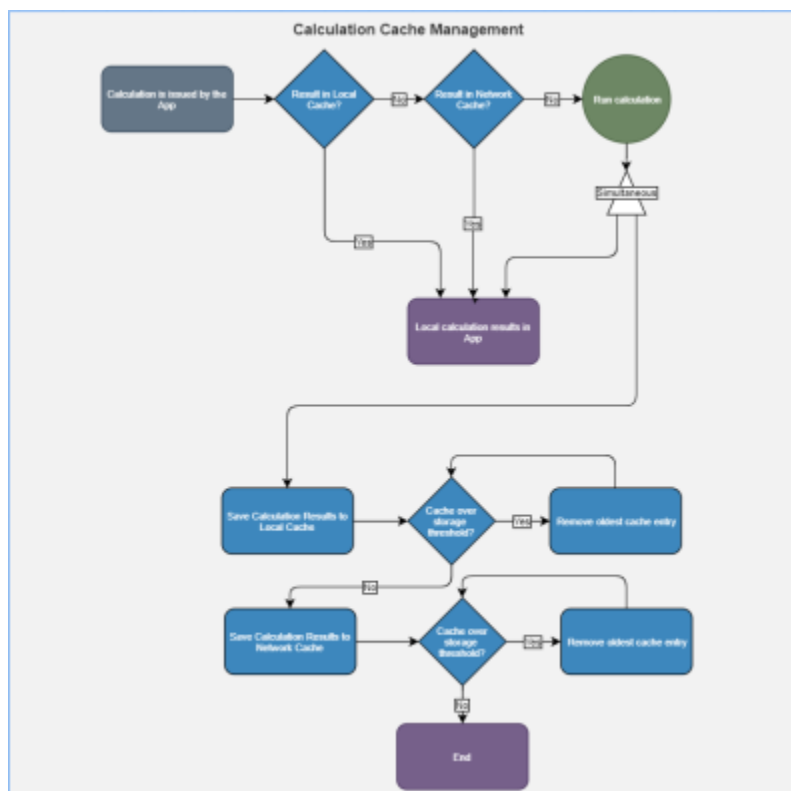 Calculation Cache Management
Calculation is issued by the
App
Result in Local
Cache?
No
Result in Network
Cache?
No
Run calculation
Simultaneous
Yes
Yes
Local calculation results in
App
Save Calculation Results to
Local Cache
Cache over
storage
threshold?
Yes
Remove oldest cache entry
No
Save Calculation Results to
Network Cache
Cache over
storage
threshold?
Yes
Remove oldest cache entry
No
End